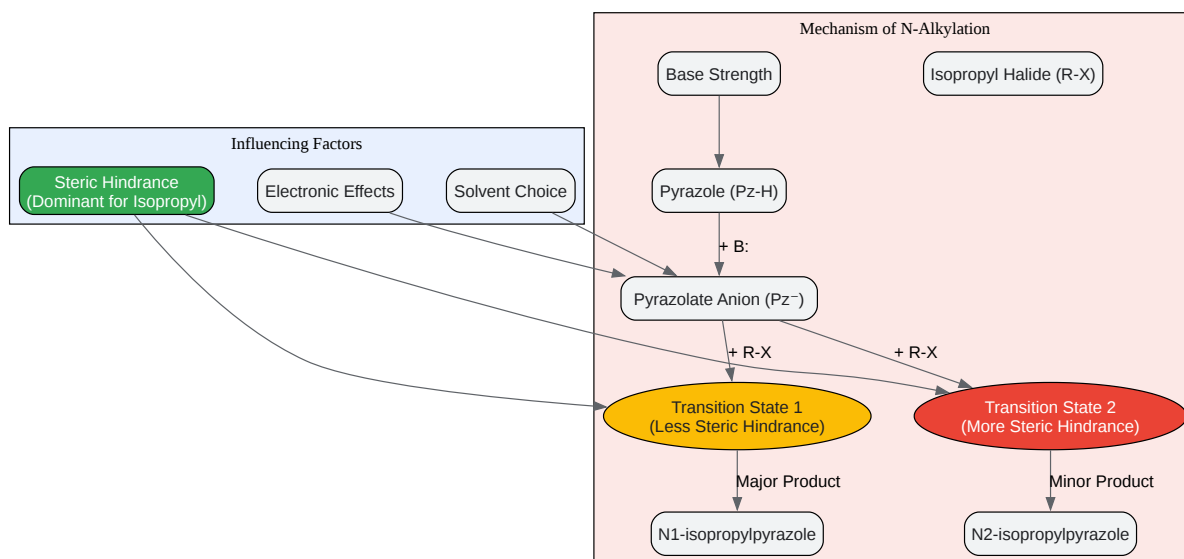 Mechanism of N-Alkylation
Base Strength
Isopropyl Halide (R-X)
Influencing Factors
Steric Hindrance
(Dominant for Isopropyl)
Electronic Effects
Solvent Choice
Pyrazole (Pz-H)
+ B:
Pyrazolate Anion (Pz⁻)
+ R-X
+ R-X
Transition State 1
(Less Steric Hindrance)
Transition State 2
(More Steric Hindrance)
Major Product
Minor Product
N1-isopropylpyrazole
N2-isopropylpyrazole